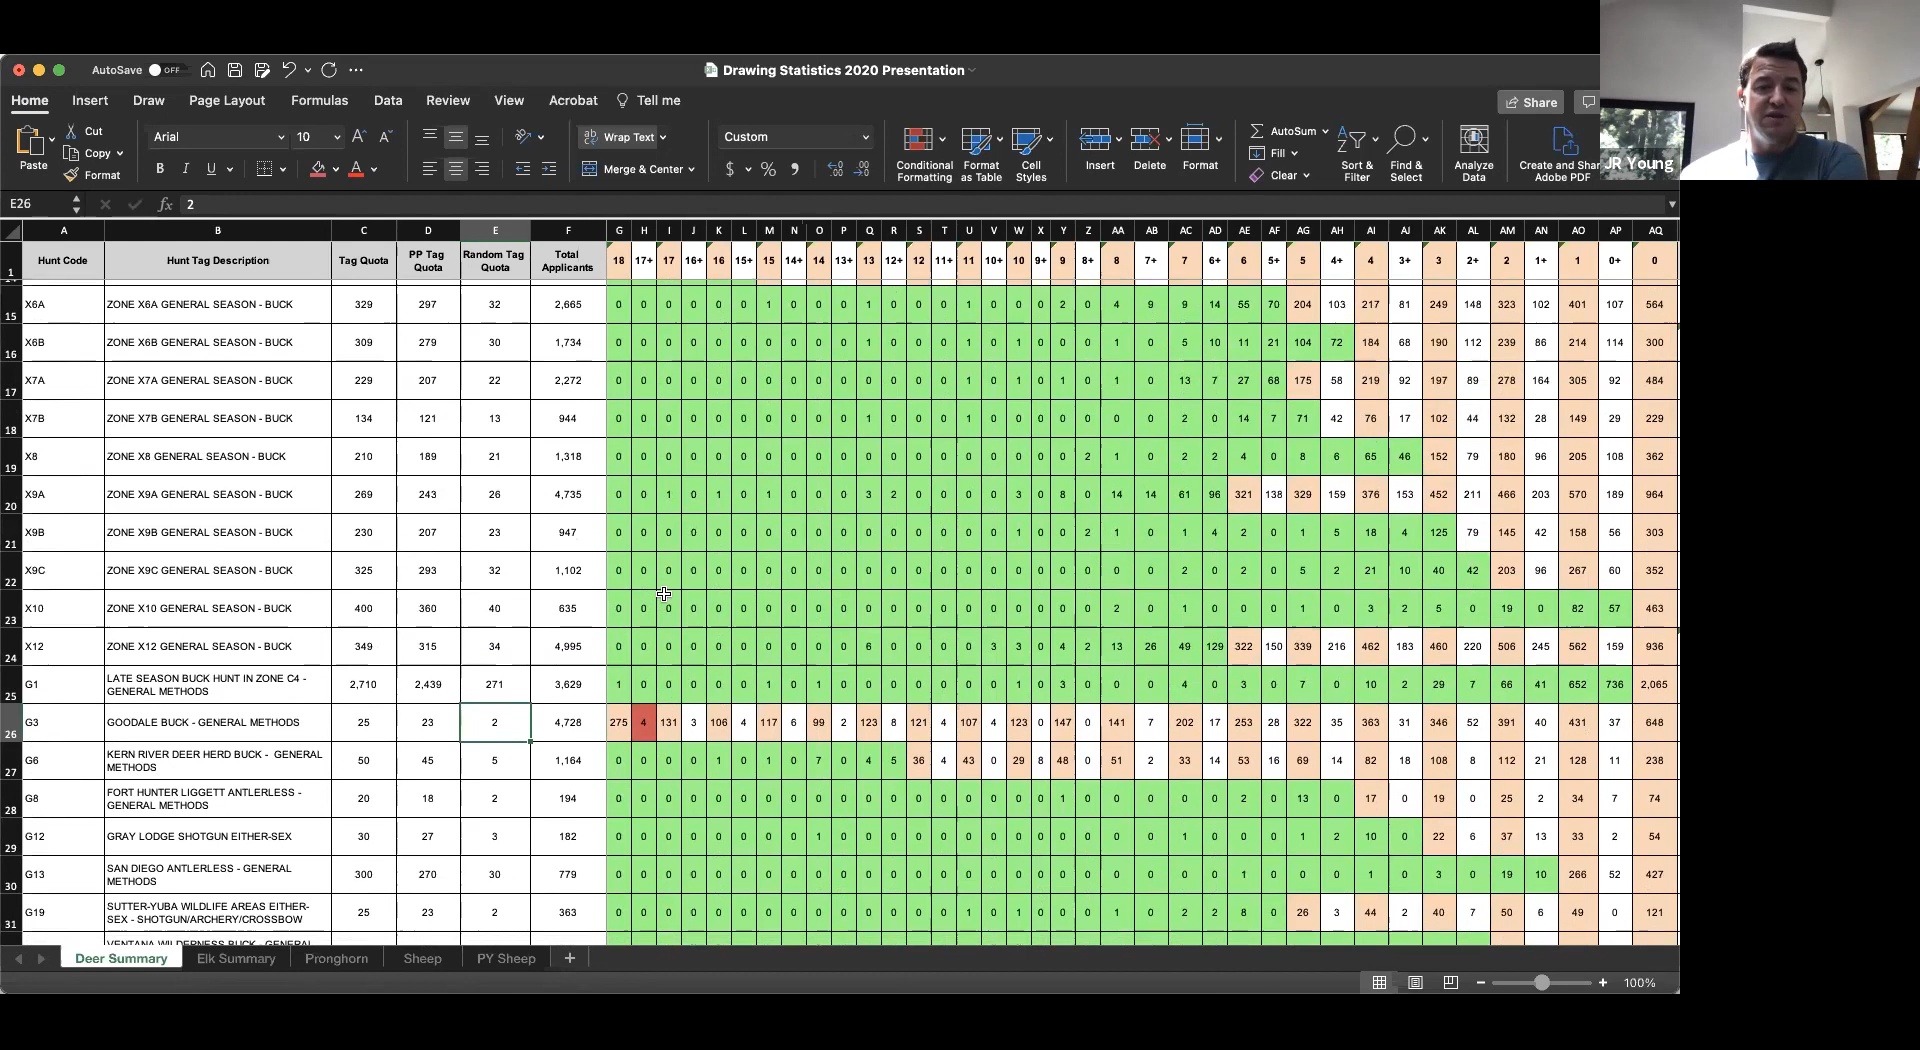 AutoSave OFF Drawing Statistics 2020 Presentation
Home Insert Draw Page Layout Formulas Data Review View Acrobat Tell me Share
Paste Cut Copy Format Arial 10 A A B I U A ab Wrap Text Merge & Center Custom $ % Conditional Formatting Format as Table Cell Styles Insert Delete Format AutoSum Fill Clear Sort & Filter Find & Select Analyze Data Create and Shar Adobe PDF
JR Young
E26 fx 2
A B C D E F G H I J K L M N O P Q R S T U V W X Y Z AA AB AC AD AE AF AG AH AI AJ AK AL AM AN AO AP AQ
1 Hunt Code Hunt Tag Description Tag Quota PP Tag Quota Random Tag Quota Total Applicants 18 17+ 17 16+ 16 15+ 15 14+ 14 13+ 13 12+ 12 11+ 11 10+ 10 9+ 9 8+ 8 7+ 7 6+ 6 5+ 5 4+ 4 3+ 3 2+ 2 1+ 1 0+ 0
15 X6A ZONE X6A GENERAL SEASON - BUCK 329 297 32 2,665 0 0 0 0 0 0 1 0 0 0 1 0 0 0 1 0 0 0 2 0 4 9 9 14 55 70 204 103 217 81 249 148 323 102 401 107 564
16 X6B ZONE X6B GENERAL SEASON - BUCK 309 279 30 1,734 0 0 0 0 0 0 0 0 0 0 1 0 0 0 1 0 1 0 0 0 1 0 5 10 11 21 104 72 184 68 190 112 239 86 214 114 300
17 X7A ZONE X7A GENERAL SEASON - BUCK 229 207 22 2,272 0 0 0 0 0 0 0 0 0 0 0 0 0 0 1 0 1 0 1 0 1 0 13 7 27 68 175 58 219 92 197 89 278 164 305 92 484
18 X7B ZONE X7B GENERAL SEASON - BUCK 134 121 13 944 0 0 0 0 0 0 0 0 0 0 1 0 0 0 1 0 0 0 0 0 0 0 2 0 14 7 71 42 76 17 102 44 132 28 149 29 229
19 X8 ZONE X8 GENERAL SEASON - BUCK 210 189 21 1,318 0 0 0 0 0 0 0 0 0 0 0 0 0 0 0 0 0 0 0 2 1 0 2 2 4 0 8 6 65 46 152 79 180 96 205 108 362
20 X9A ZONE X9A GENERAL SEASON - BUCK 269 243 26 4,735 0 0 1 0 1 0 1 0 0 0 3 2 0 0 0 0 3 0 8 0 14 14 61 96 321 138 329 159 376 153 452 211 466 203 570 189 964
21 X9B ZONE X9B GENERAL SEASON - BUCK 230 207 23 947 0 0 0 0 0 0 0 0 0 0 0 0 0 0 0 0 1 0 0 2 1 0 1 4 2 0 1 5 18 4 125 79 145 42 158 56 303
22 X9C ZONE X9C GENERAL SEASON - BUCK 325 293 32 1,102 0 0 0 0 0 0 0 0 0 0 0 0 0 0 0 0 0 0 0 0 0 0 2 0 2 0 5 2 21 10 40 42 203 96 267 60 352
23 X10 ZONE X10 GENERAL SEASON - BUCK 400 360 40 635 0 0 0 0 0 0 0 0 0 0 0 0 0 0 0 0 0 0 0 0 2 0 1 0 0 0 1 0 3 2 5 0 19 0 82 57 463
24 X12 ZONE X12 GENERAL SEASON - BUCK 349 315 34 4,995 0 0 0 0 0 0 0 0 0 0 6 0 0 0 0 3 3 0 4 2 13 26 49 129 322 150 339 216 462 183 460 220 506 245 562 159 936
25 G1 LATE SEASON BUCK HUNT IN ZONE C4 - GENERAL METHODS 2,710 2,439 271 3,629 1 0 0 0 0 0 1 0 1 0 0 0 0 0 0 0 1 0 3 0 0 0 4 0 3 0 7 0 10 2 29 7 66 41 652 736 2,065
26 G3 GOODALE BUCK - GENERAL METHODS 25 23 2 4,728 275 4 131 3 106 4 117 6 99 2 123 8 121 4 107 4 123 0 147 0 141 7 202 17 253 28 322 35 363 31 346 52 391 40 431 37 648
27 G6 KERN RIVER DEER HERD BUCK - GENERAL METHODS 50 45 5 1,164 0 0 0 0 1 0 1 0 7 0 4 5 36 4 43 0 29 8 48 0 51 2 33 14 53 16 69 14 82 18 108 8 112 21 128 11 238
28 G8 FORT HUNTER LIGGETT ANTLERLESS - GENERAL METHODS 20 18 2 194 0 0 0 0 0 0 0 0 0 0 0 0 0 0 0 0 0 0 1 0 0 0 0 0 2 0 13 0 17 0 19 0 25 2 34 7 74
29 G12 GRAY LODGE SHOTGUN EITHER-SEX 30 27 3 182 0 0 0 0 0 0 0 0 1 0 0 0 0 0 0 0 0 0 0 0 0 0 1 0 0 0 1 2 10 0 22 6 37 13 33 2 54
30 G13 SAN DIEGO ANTLERLESS - GENERAL METHODS 300 270 30 779 0 0 0 0 0 0 0 0 0 0 0 0 0 0 0 0 0 0 0 0 0 0 0 0 1 0 0 0 1 0 3 0 19 10 266 52 427
31 G19 SUTTER-YUBA WILDLIFE AREAS EITHER-SEX - SHOTGUN/ARCHERY/CROSSBOW 25 23 2 363 0 0 0 0 0 0 0 0 0 0 0 0 0 0 1 0 1 0 0 0 1 0 2 2 8 0 26 3 44 2 40 7 50 6 49 0 121
VENTANA WILDERNESS BUCK - GENERAL
Deer Summary Elk Summary Pronghorn Sheep PY Sheep +
100%